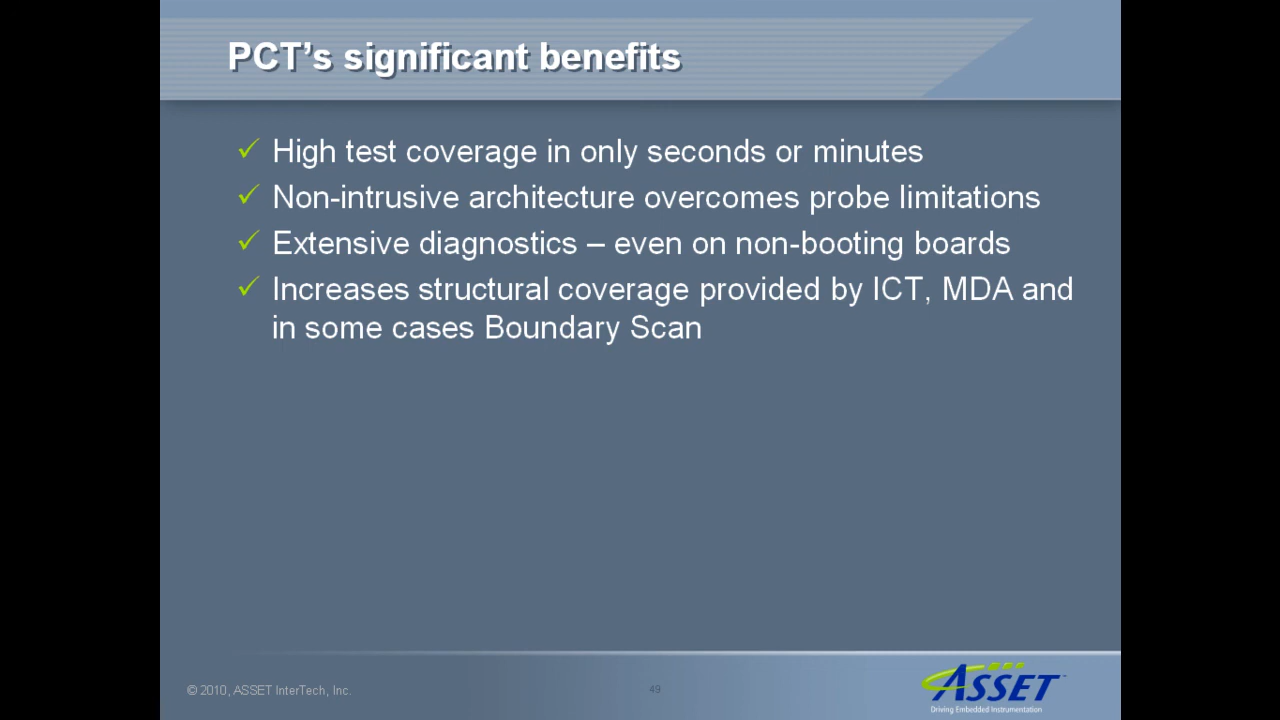 PCT’s significant benefits
✓ High test coverage in only seconds or minutes
✓ Non-intrusive architecture overcomes probe limitations
✓ Extensive diagnostics – even on non-booting boards
✓ Increases structural coverage provided by ICT, MDA and
in some cases Boundary Scan
© 2010, ASSET InterTech, Inc.
49
ASSET™
Driving Embedded Instrumentation